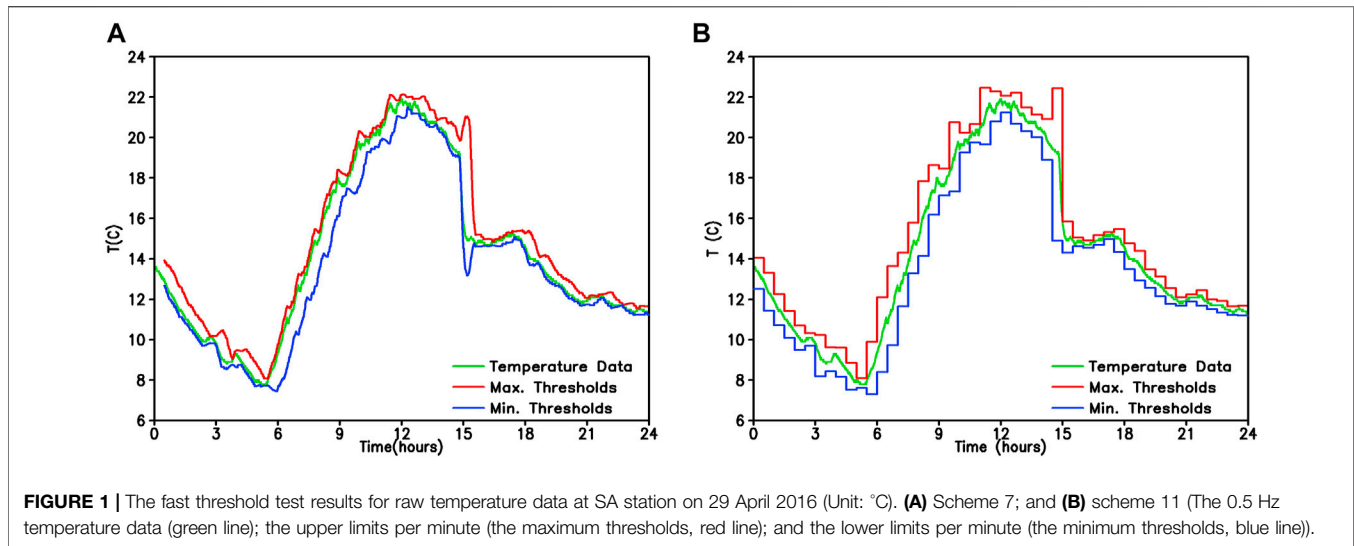 A
24
22
20
18
16
14
12
10
8
6
T(C)
0 3 6 9 12 15 18 21 24
Time(hours)
Temperature Data
Max. Thresholds
Min. Thresholds
B
24
22
20
18
16
14
12
10
8
6
T (C)
0 3 6 9 12 15 18 21 24
Time (hours)
Temperature Data
Max. Thresholds
Min. Thresholds
FIGURE 1 | The fast threshold test results for raw temperature data at SA station on 29 April 2016 (Unit: °C). (A) Scheme 7; and (B) scheme 11 (The 0.5 Hz
temperature data (green line); the upper limits per minute (the maximum thresholds, red line); and the lower limits per minute (the minimum thresholds, blue line)).